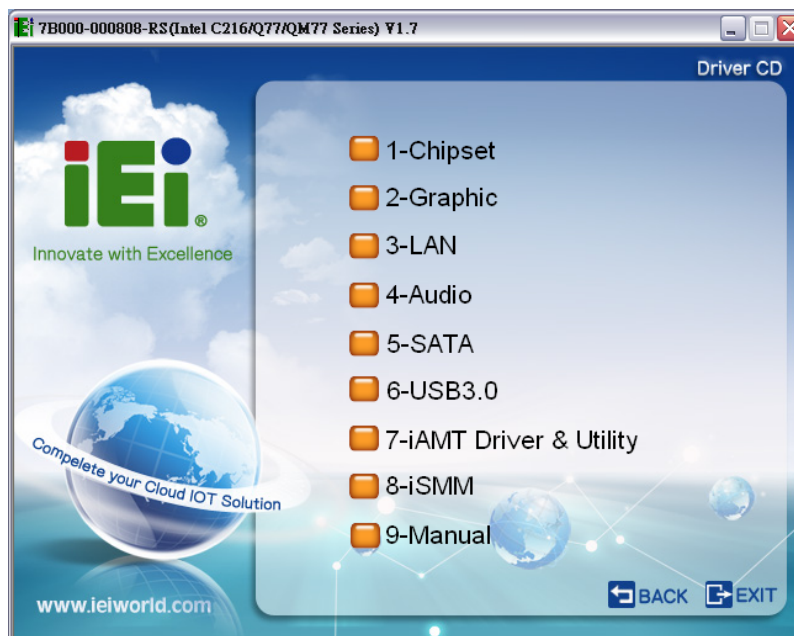 7B000-000808-RS(Intel C216/Q77/QM77 Series) V1.7
Driver CD
iEi®
Innovate with Excellence
1-Chipset
2-Graphic
3-LAN
4-Audio
5-SATA
6-USB3.0
7-iAMT Driver & Utility
8-iSMM
9-Manual
Compelete your Cloud IOT Solution
www.ieiworld.com
BACK
EXIT